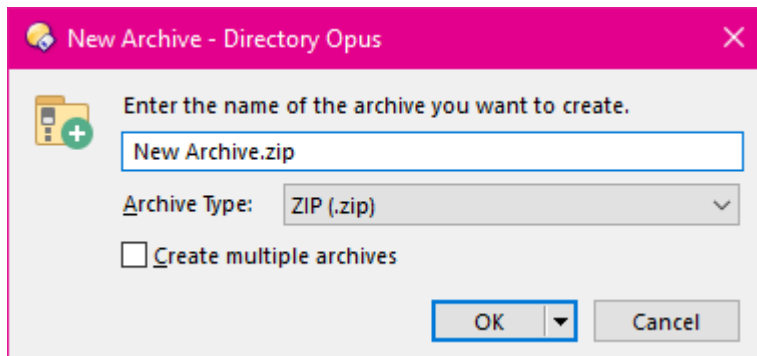 New Archive - Directory Opus
Enter the name of the archive you want to create.
New Archive.zip
Archive Type: ZIP (.zip)
Create multiple archives
OK Cancel